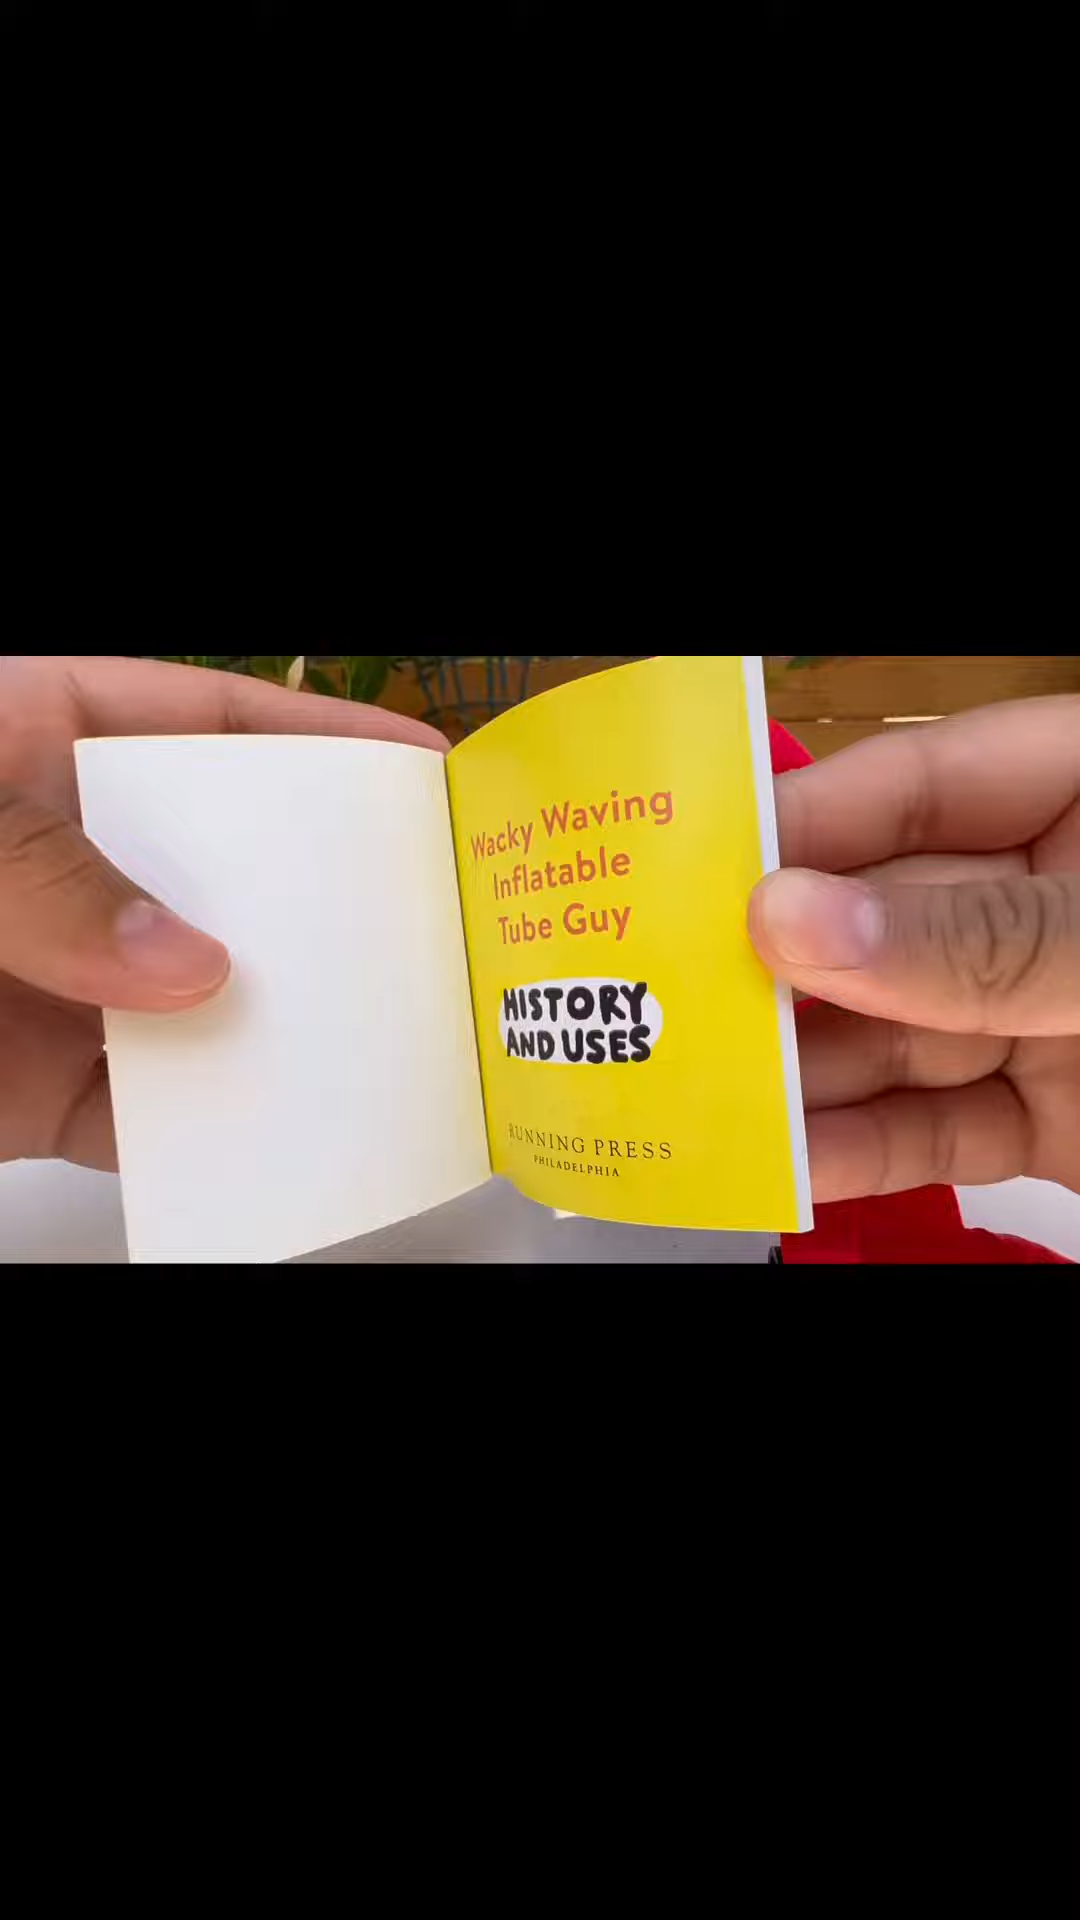 Wacky Waving
Inflatable
Tube Guy
HISTORY
AND USES
RUNNING PRESS
PHILADELPHIA